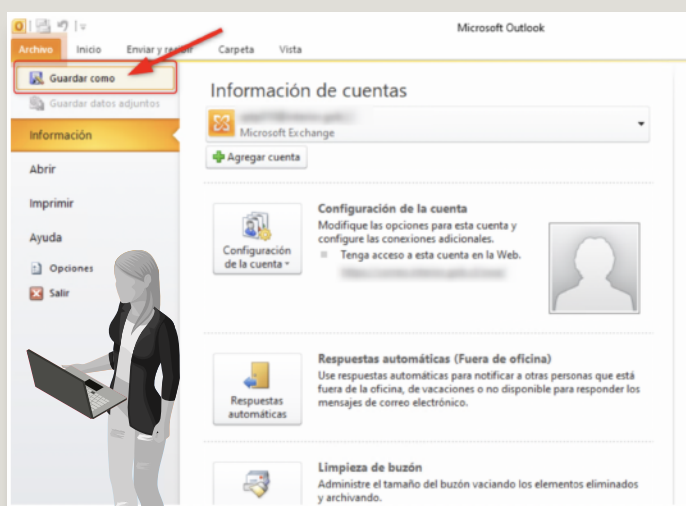 Microsoft Outlook
Archivo Inicio Enviar y recibir Carpeta Vista
Guardar como
Guardar datos adjuntos
Información
Abrir
Imprimir
Ayuda
Opciones
Salir
Información de cuentas
Microsoft Exchange
Agregar cuenta
Configuración
de la cuenta
Configuración de la cuenta
Modifique las opciones para esta cuenta y
configure las conexiones adicionales.
Tenga acceso a esta cuenta en la Web.
Respuestas
automáticas
Respuestas automáticas (Fuera de oficina)
Use respuestas automáticas para notificar a otras personas que está
fuera de la oficina, de vacaciones o no disponible para responder los
mensajes de correo electrónico.
Limpieza de buzón
Administre el tamaño del buzón vaciando los elementos eliminados
y archivando.